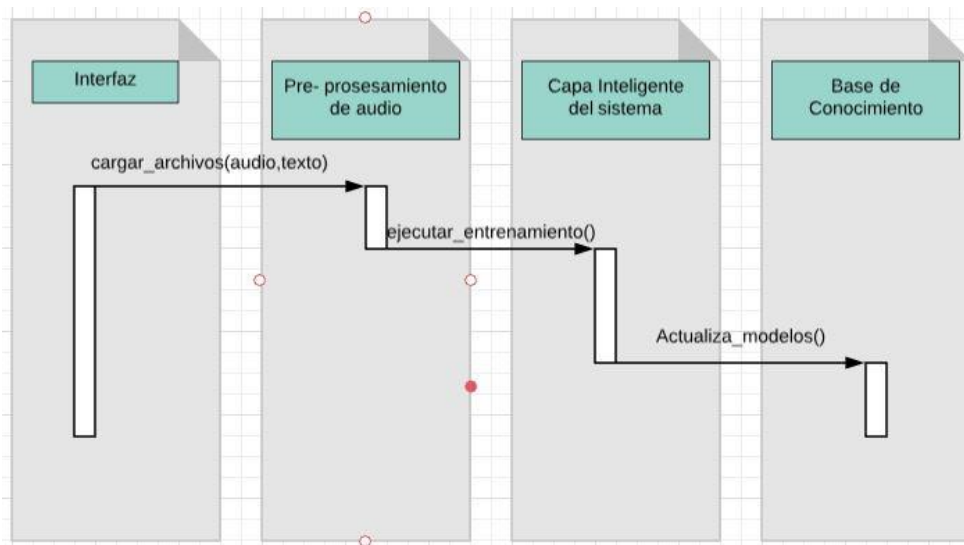 Interfaz
Pre- prosesamiento
de audio
Capa Inteligente
del sistema
Base de
Conocimiento
cargar_archivos(audio,texto)
ejecutar_entrenamiento()
Actualiza_modelos()